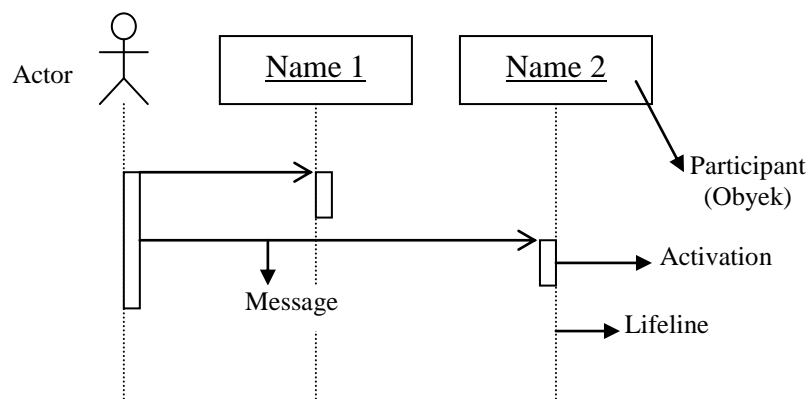 Name 1
Name 2
Actor
Participant
(Obyek)
Activation
Message
Lifeline